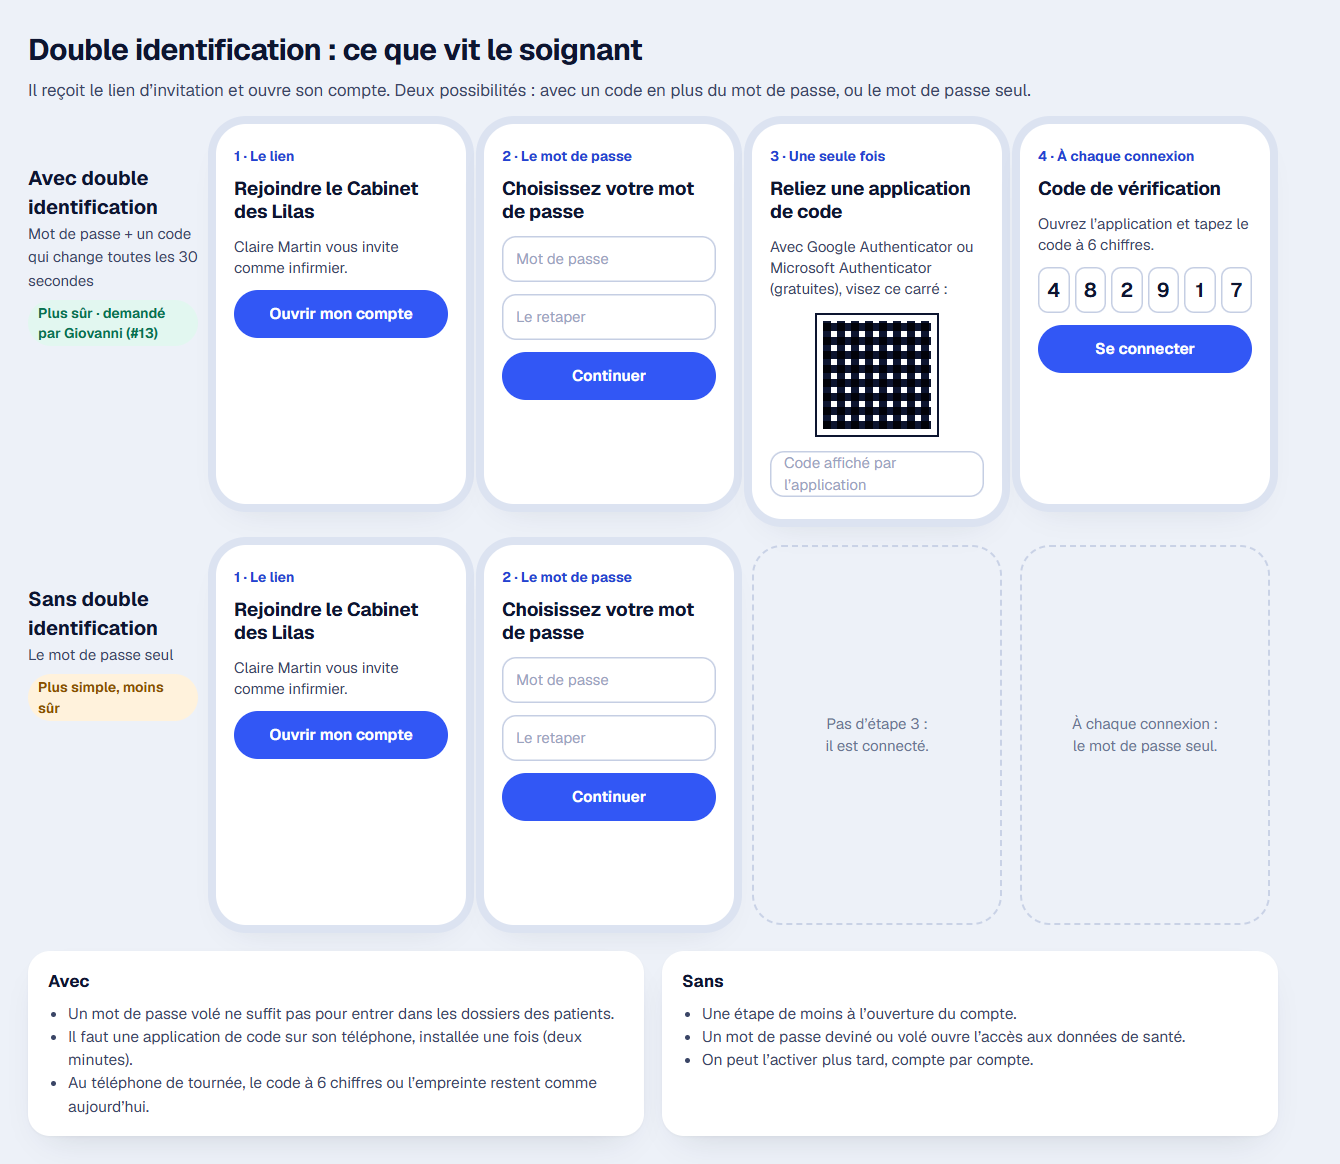 Double identification : ce que vit le soignant
Il reçoit le lien d’invitation et ouvre son compte. Deux possibilités : avec un code en plus du mot de passe, ou le mot de passe seul.
Avec double
identification
Mot de passe + un code
qui change toutes les 30
secondes
Plus sûr · demandé
par Giovanni (#13)
1 · Le lien
Rejoindre le Cabinet
des Lilas
Claire Martin vous invite
comme infirmier.
Ouvrir mon compte
2 · Le mot de passe
Choisissez votre mot
de passe
Mot de passe
Le retaper
Continuer
3 · Une seule fois
Reliez une application
de code
Avec Google Authenticator ou
Microsoft Authenticator
(gratuites), visez ce carré :
Code affiché par
l’application
4 · À chaque connexion
Code de vérification
Ouvrez l’application et tapez le
code à 6 chiffres.
4 8 2 9 1 7
Se connecter
Sans double
identification
Le mot de passe seul
Plus simple, moins
sûr
1 · Le lien
Rejoindre le Cabinet
des Lilas
Claire Martin vous invite
comme infirmier.
Ouvrir mon compte
2 · Le mot de passe
Choisissez votre mot
de passe
Mot de passe
Le retaper
Continuer
Pas d’étape 3 :
il est connecté.
À chaque connexion :
le mot de passe seul.
Avec
• Un mot de passe volé ne suffit pas pour entrer dans les dossiers des patients.
• Il faut une application de code sur son téléphone, installée une fois (deux
minutes).
• Au téléphone de tournée, le code à 6 chiffres ou l’empreinte restent comme
aujourd’hui.
Sans
• Une étape de moins à l’ouverture du compte.
• Un mot de passe deviné ou volé ouvre l’accès aux données de santé.
• On peut l’activer plus tard, compte par compte.